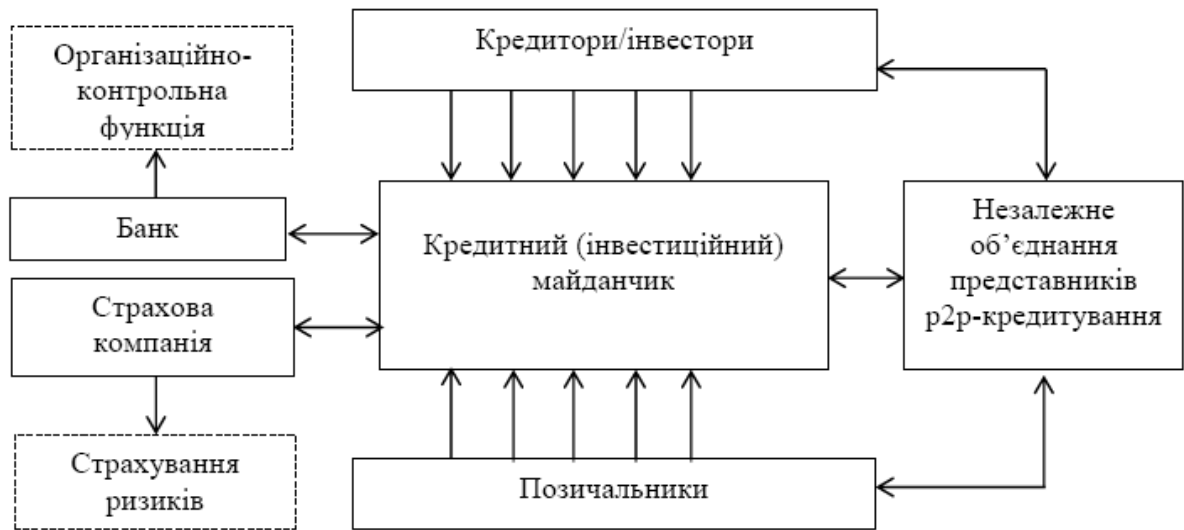 Організаційно-
контрольна
функція
Кредитори/інвестори
Банк
Кредитний (інвестиційний)
майданчик
Незалежне
об’єднання
представників
p2p-кредитування
Страхова
компанія
Страхування
ризиків
Позичальники